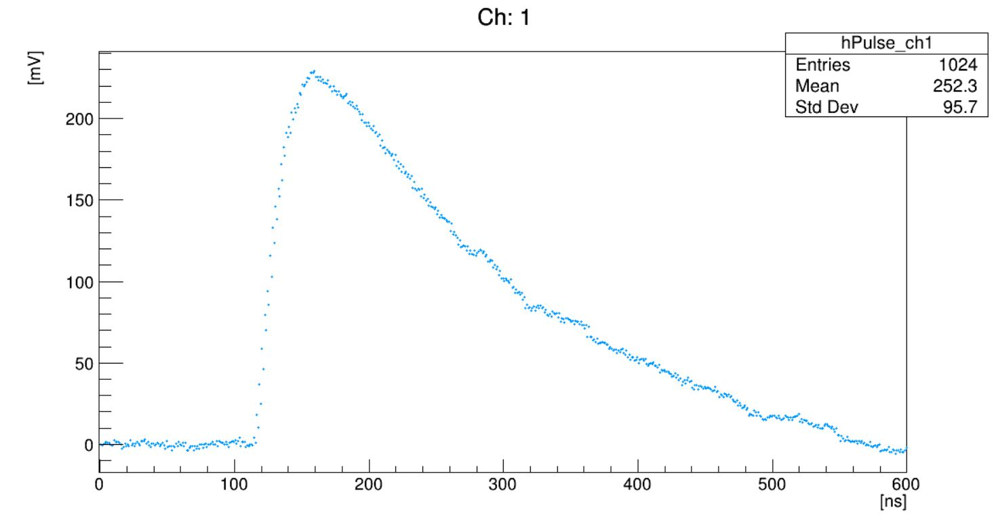 Ch: 1
[mV]
hPulse_ch1
Entries 1024
Mean 252.3
Std Dev 95.7
200
150
100
50
0
0 100 200 300 400 500 600
[ns]